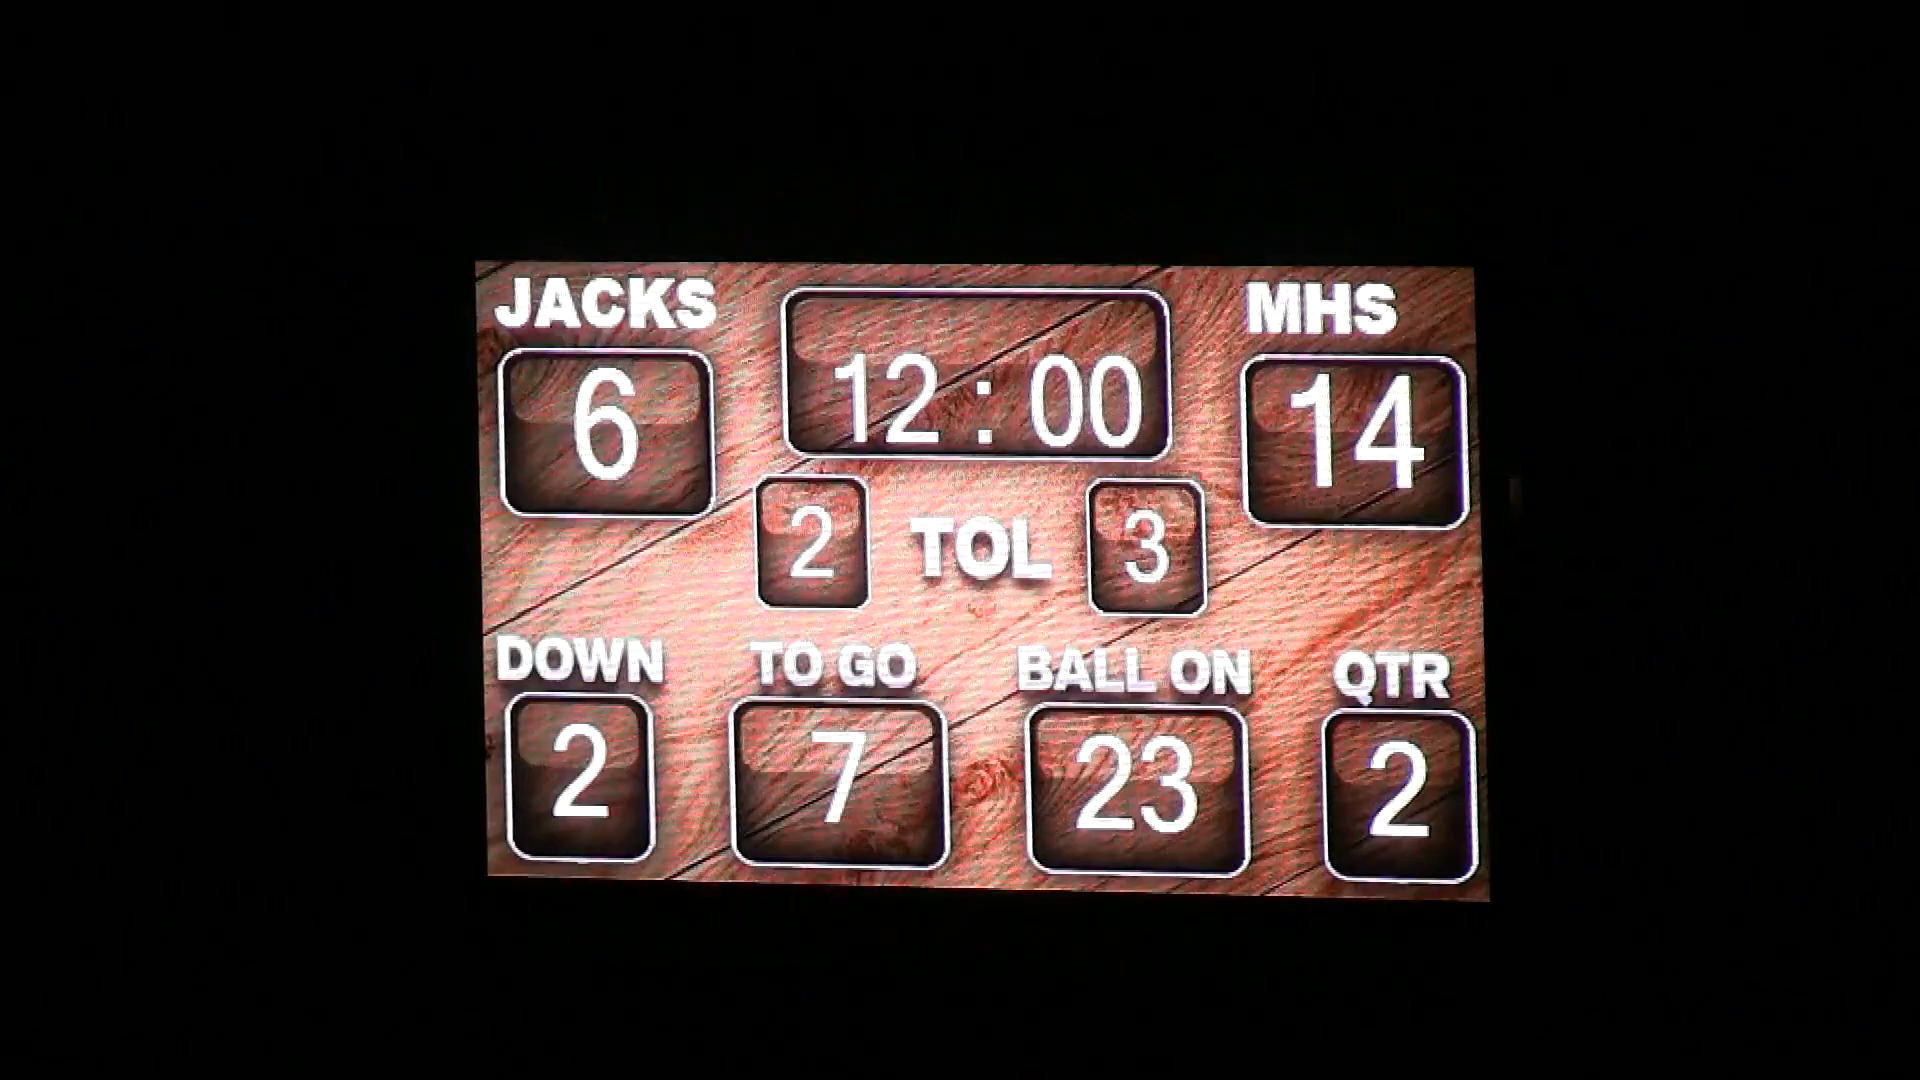 JACKS
12:00
MHS
6
14
2 TOL 3
DOWN TO GO BALL ON QTR
2 7 23 2